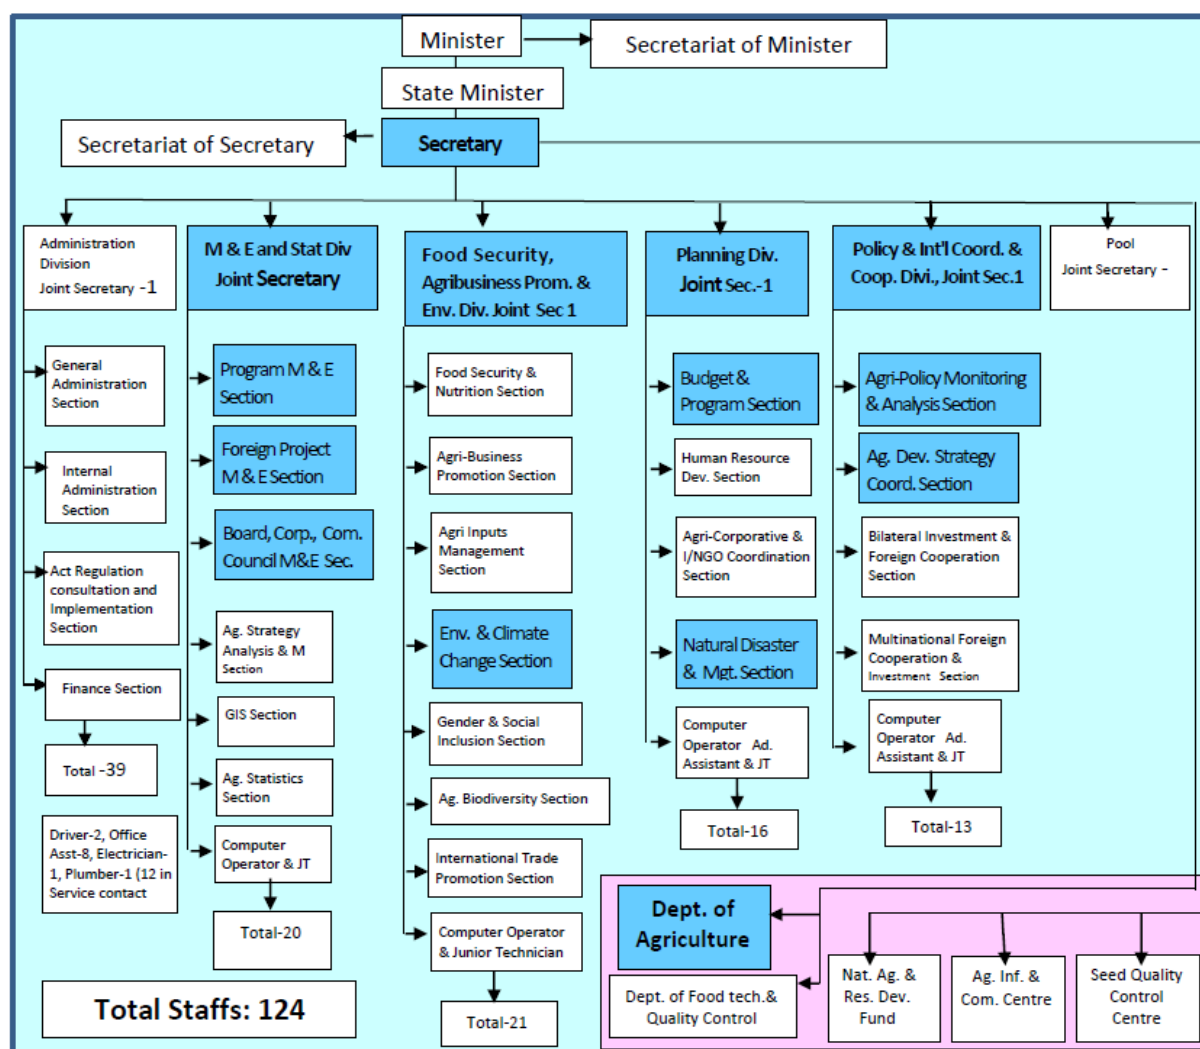 Minister
Secretariat of Minister
State Minister
Secretariat of Secretary
Secretary
Administration
Division
Joint Secretary -1
M & E and Stat Div
Joint Secretary
Food Security,
Agribusiness Prom. &
Env. Div. Joint Sec 1
Planning Div.
Joint Sec.-1
Policy & Int'l Coord. &
Coop. Divi., Joint Sec.1
Pool
Joint Secretary -
General
Administration
Section
Internal
Administration
Section
Act Regulation
consultation and
Implementation
Section
Finance Section
Total -39
Driver-2, Office
Asst-8, Electrician-
1, Plumber-1 (12 in
Service contact
Program M & E
Section
Foreign Project
M & E Section
Board, Corp., Com.
Council M&E Sec.
Ag. Strategy
Analysis & M
Section
GIS Section
Ag. Statistics
Section
Computer
Operator & JT
Total-20
Food Security &
Nutrition Section
Agri-Business
Promotion Section
Agri Inputs
Management
Section
Env. & Climate
Change Section
Gender & Social
Inclusion Section
Ag. Biodiversity Section
International Trade
Promotion Section
Computer Operator
& Junior Technician
Total-21
Budget &
Program Section
Human Resource
Dev. Section
Agri-Corporative &
I/NGO Coordination
Section
Natural Disaster
& Mgt. Section
Computer
Operator Ad.
Assistant & JT
Total-16
Agri-Policy Monitoring
& Analysis Section
Ag. Dev. Strategy
Coord. Section
Bilateral Investment &
Foreign Cooperation
Section
Multinational Foreign
Cooperation &
Investment Section
Computer
Operator Ad.
Assistant & JT
Total-13
Total Staffs: 124
Dept. of
Agriculture
Dept. of Food tech.&
Quality Control
Nat. Ag. &
Res. Dev.
Fund
Ag. Inf. &
Com. Centre
Seed Quality
Control
Centre